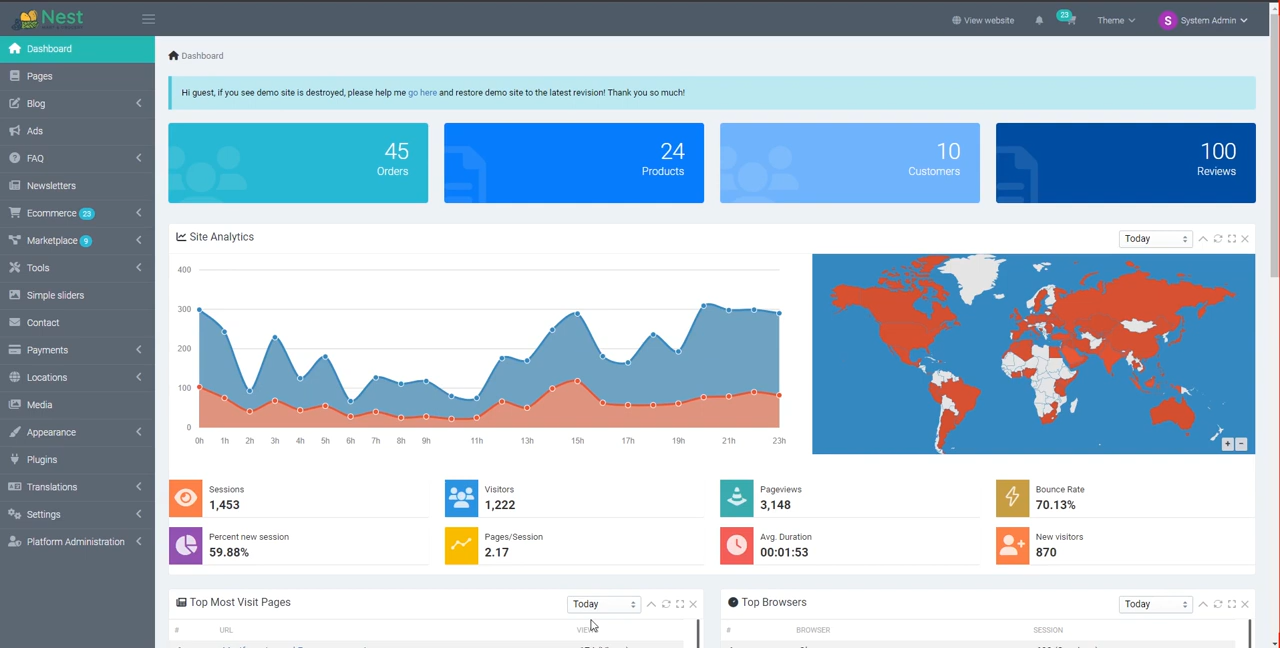 Nest
View website
23
Theme
S
System Admin
Dashboard
Pages
Blog
Ads
FAQ
Newsletters
Ecommerce 23
Marketplace 9
Tools
Simple sliders
Contact
Payments
Locations
Media
Appearance
Plugins
Translations
Settings
Platform Administration
Dashboard
Hi guest, if you see demo site is destroyed, please help me go here and restore demo site to the latest revision! Thank you so much!
45
Orders
24
Products
10
Customers
100
Reviews
Site Analytics
Today
400
300
200
100
0
0h 1h 2h 3h 4h 5h 6h 7h 8h 9h 11h 13h 15h 17h 19h 21h 23h
+ −
Sessions
1,453
Visitors
1,222
Pageviews
3,148
Bounce Rate
70.13%
Percent new session
59.88%
Pages/Session
2.17
Avg. Duration
00:01:53
New visitors
870
Top Most Visit Pages
Today
# URL
Top Browsers
Today
# BROWSER SESSION